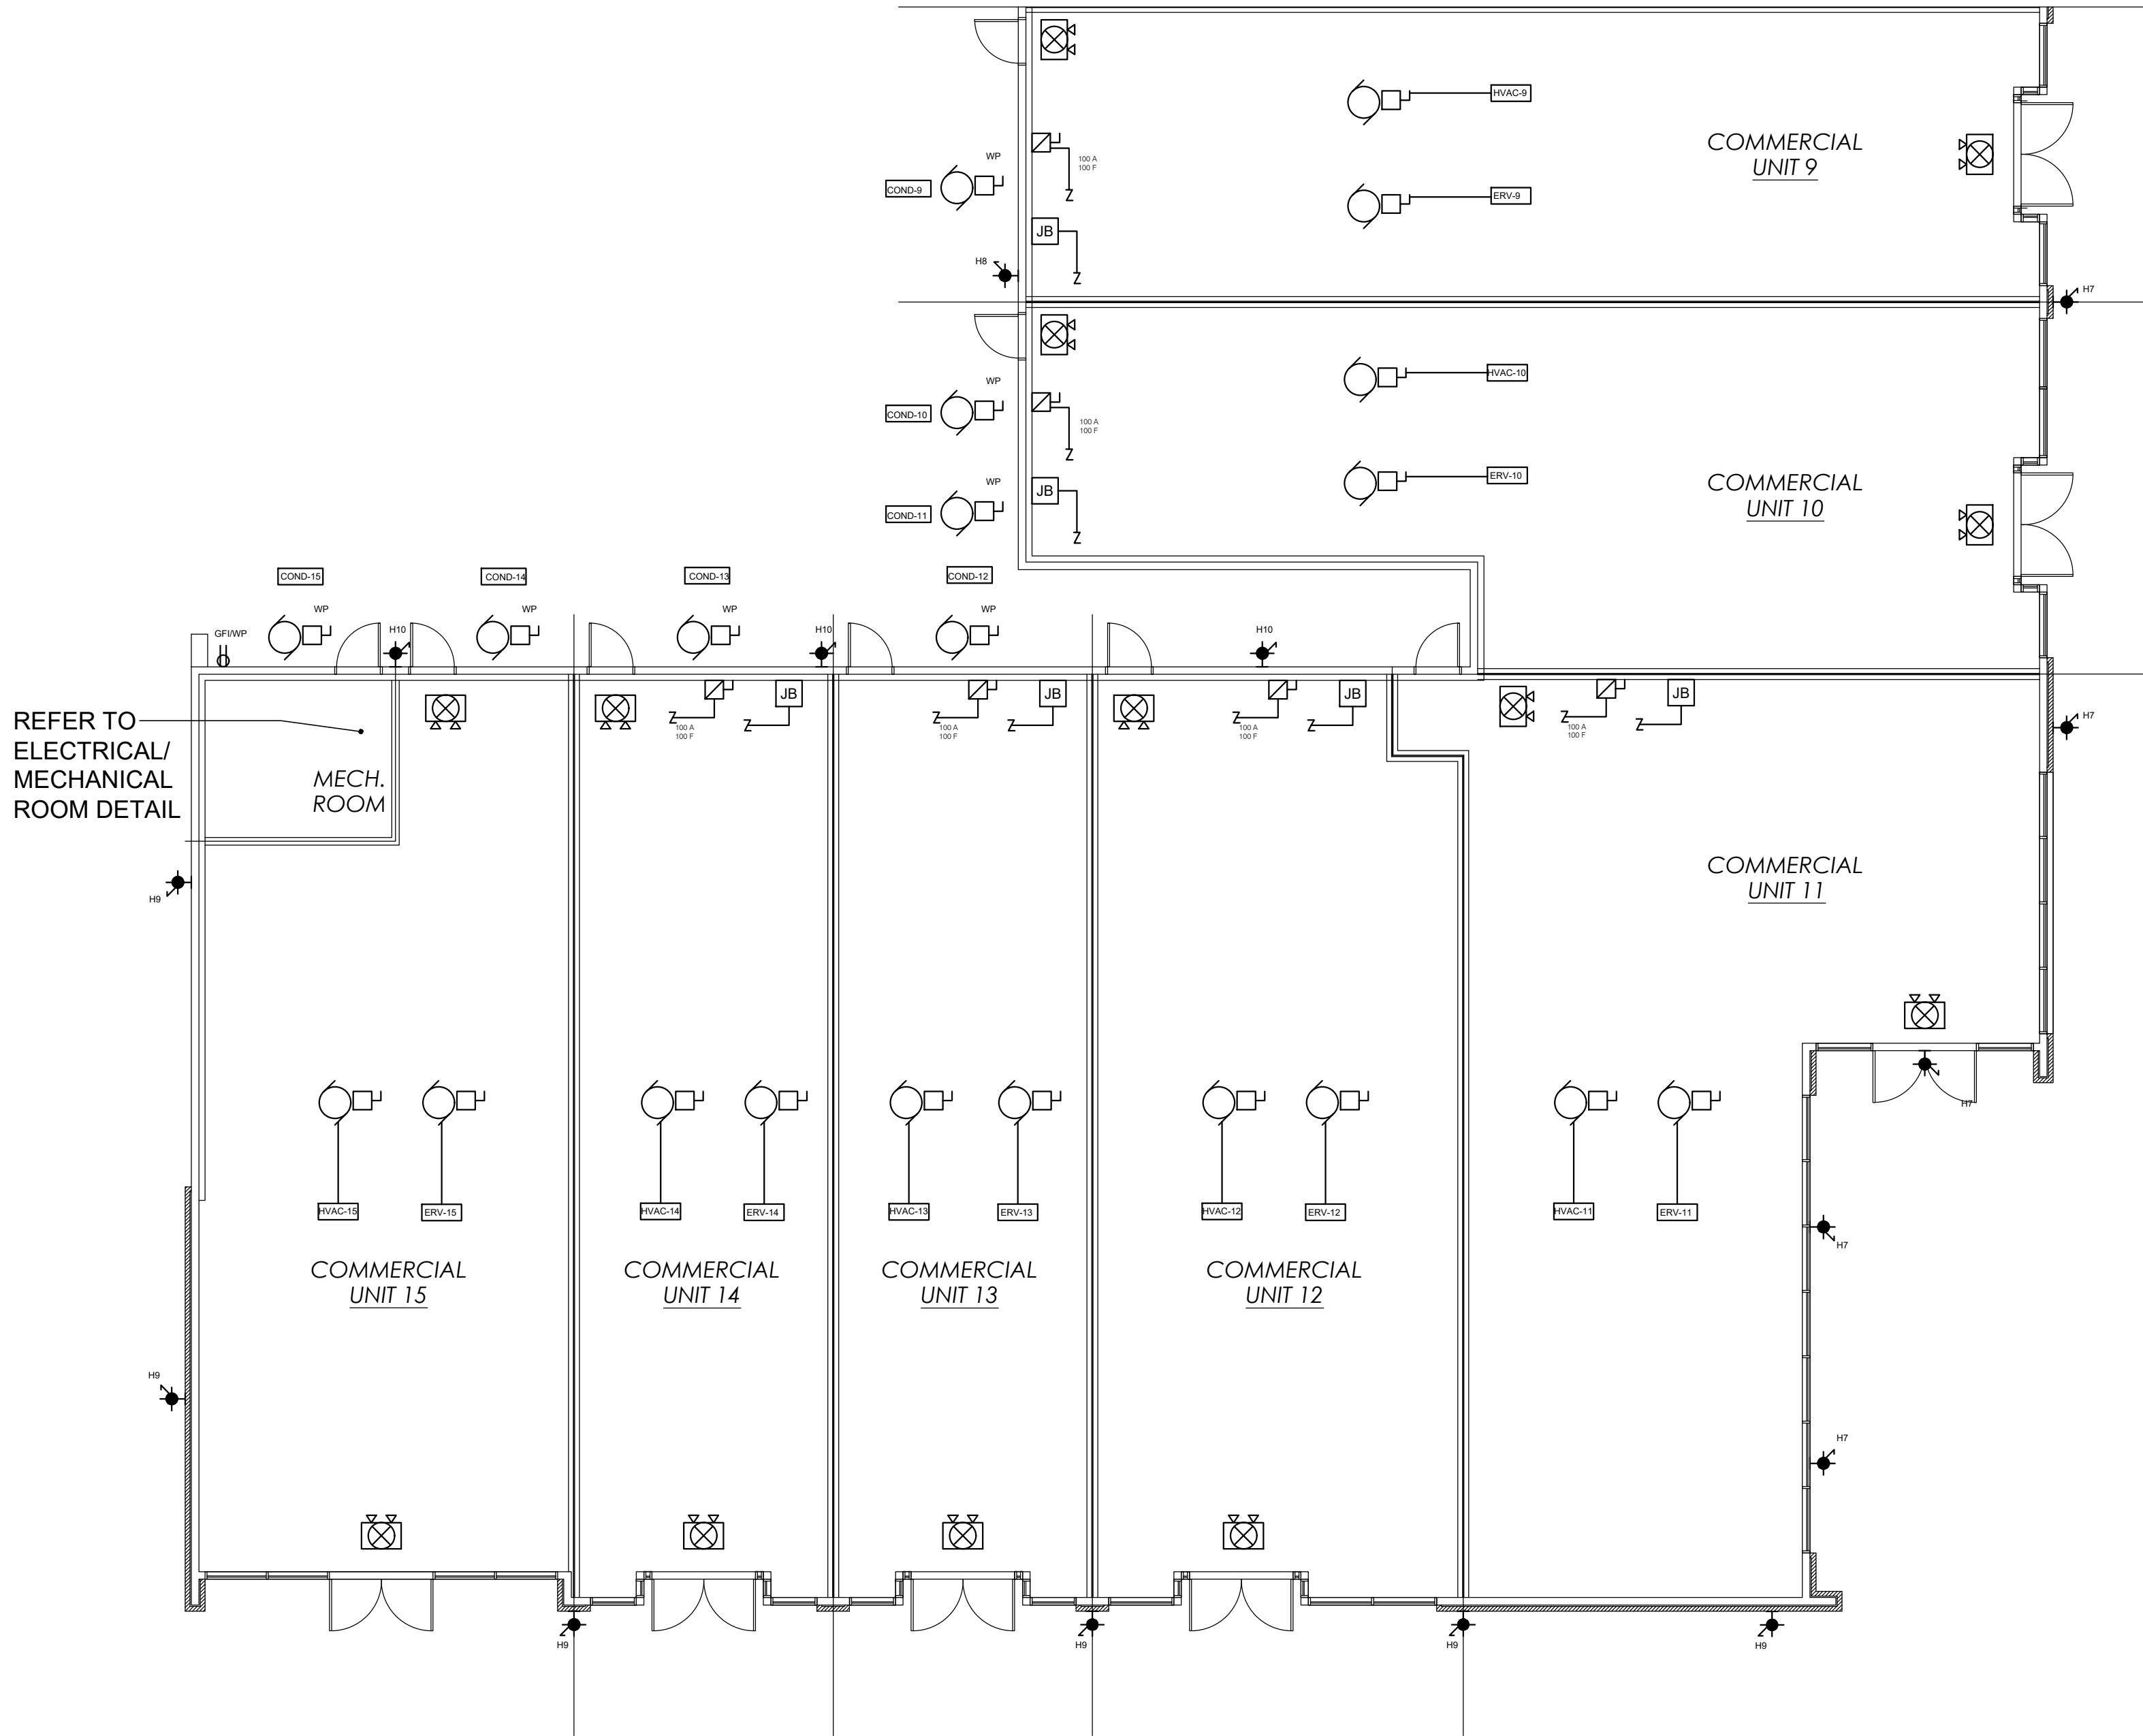 HVAC-9
COMMERCIAL
UNIT 9
WP
100 A
100 F
COND-9
ERV-9
JB
H8
H7
HVAC-10
WP
COND-10
100 A
100 F
ERV-10
COMMERCIAL
UNIT 10
WP
JB
COND-11
COND-15
COND-14
COND-13
COND-12
WP
WP
WP
WP
GFI/WP
H10
H10
H10
JB
JB
JB
JB
100 A
100 F
100 A
100 F
100 A
100 F
100 A
100 F
H7
REFER TO
ELECTRICAL/
MECHANICAL
ROOM DETAIL
MECH.
ROOM
COMMERCIAL
UNIT 11
H9
H7
HVAC-15
ERV-15
HVAC-14
ERV-14
HVAC-13
ERV-13
HVAC-12
ERV-12
HVAC-11
ERV-11
H7
COMMERCIAL
UNIT 15
COMMERCIAL
UNIT 14
COMMERCIAL
UNIT 13
COMMERCIAL
UNIT 12
H9
H7
H9
H9
H9
H9